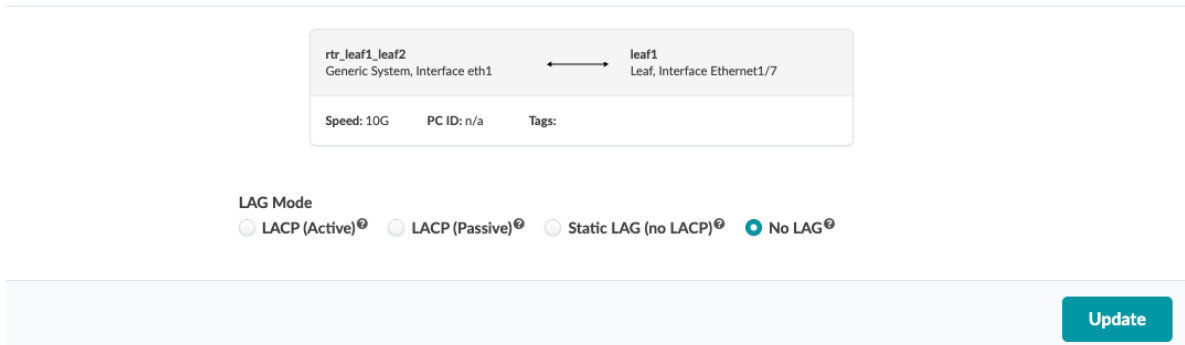 rtr_leaf1_leaf2
Generic System, Interface eth1
leaf1
Leaf, Interface Ethernet1/7
Speed: 10G PC ID: n/a Tags:
LAG Mode
LACP (Active)? LACP (Passive)? Static LAG (no LACP)? No LAG?
Update